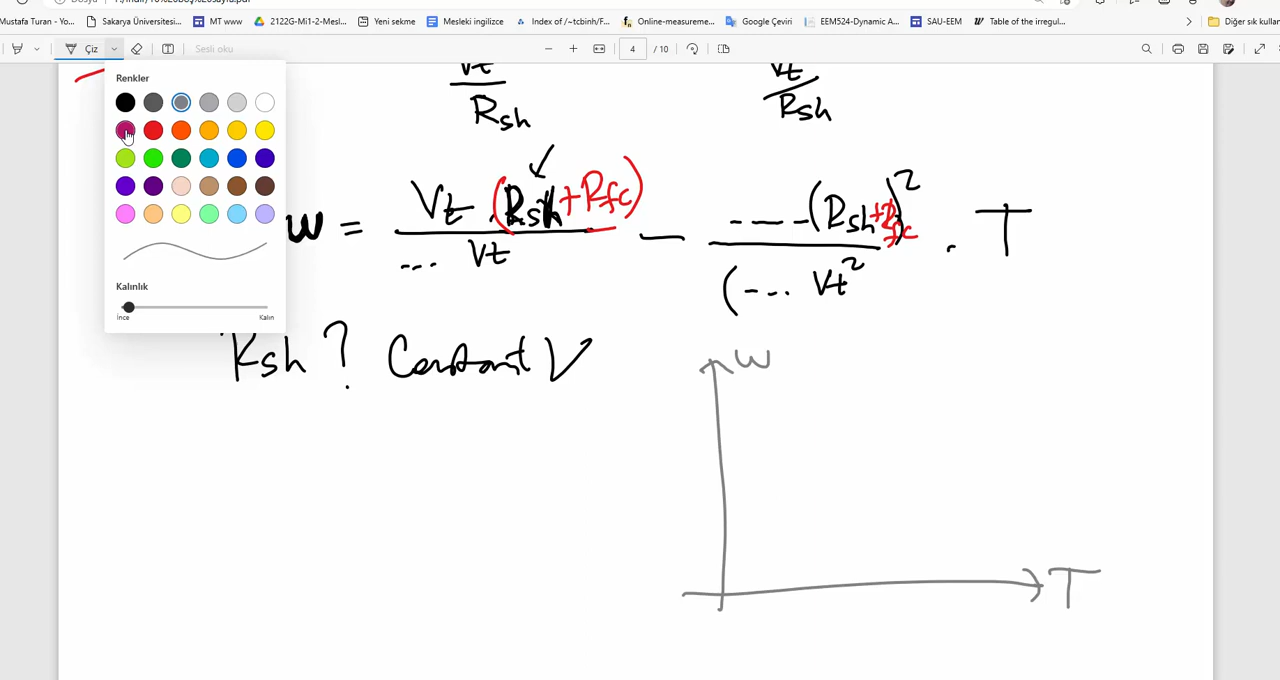 Mustafa Turan - Yo...
Sakarya Üniversitesi...
MT www
2122G-Mi1-2-Mesl...
Yeni sekme
Mesleki ingilizce
Index of /~tcbinh/f...
Online-measureme...
Google Çeviri
EEM524-Dynamic A...
SAU-EEM
Table of the irregul...
Diğer sık kullanılanlar
Çiz
Sesli oku
4 / 10
Renkler
Vt / Rsh
Vt / Rsh
w = Vt (Rsh + Rfc) / ... Vt - ----(Rsh + Rfc)² / (--- Vt² . T
Kalınlık
İnce Kalın
Rsh ? Constant V
w
T